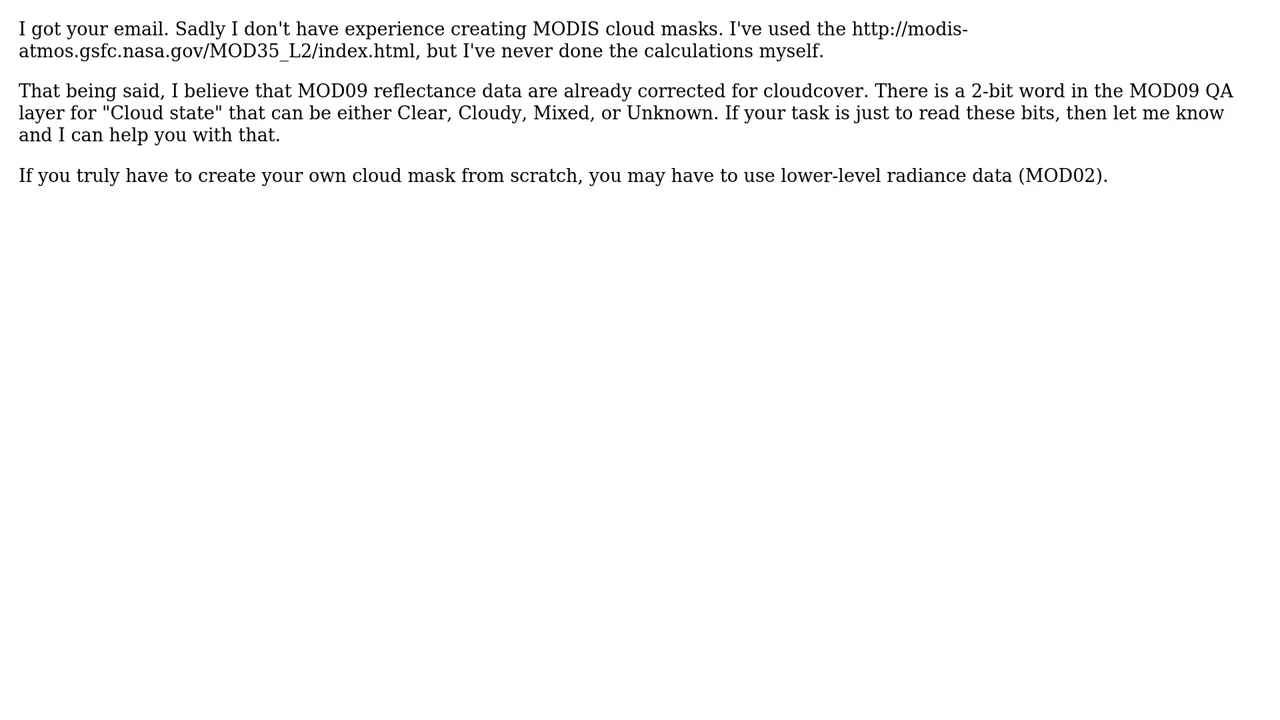 I got your email. Sadly I don't have experience creating MODIS cloud masks. I've used the http://modis-
atmos.gsfc.nasa.gov/MOD35_L2/index.html, but I've never done the calculations myself.
That being said, I believe that MOD09 reflectance data are already corrected for cloudcover. There is a 2-bit word in the MOD09 QA
layer for "Cloud state" that can be either Clear, Cloudy, Mixed, or Unknown. If your task is just to read these bits, then let me know
and I can help you with that.
If you truly have to create your own cloud mask from scratch, you may have to use lower-level radiance data (MOD02).